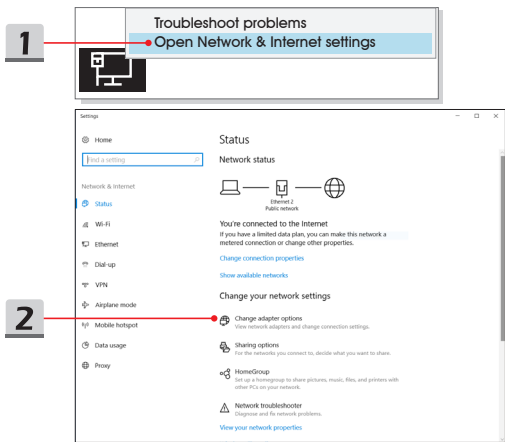 1
Troubleshoot problems
Open Network & Internet settings
Settings
Home
Find a setting
Network & Internet
Status
Wi-Fi
Ethernet
Dial-up
VPN
Airplane mode
Mobile hotspot
Data usage
Proxy
Status
Network status
Ethernet 2
Public network
You're connected to the Internet
If you have a limited data plan, you can make this network a
metered connection or change other properties.
Change connection properties
Show available networks
Change your network settings
2
Change adapter options
View network adapters and change connection settings.
Sharing options
For the networks you connect to, decide what you want to share.
HomeGroup
Set up a homegroup to share pictures, music, files, and printers with
other PCs on your network.
Network troubleshooter
Diagnose and fix network problems.
View your network properties